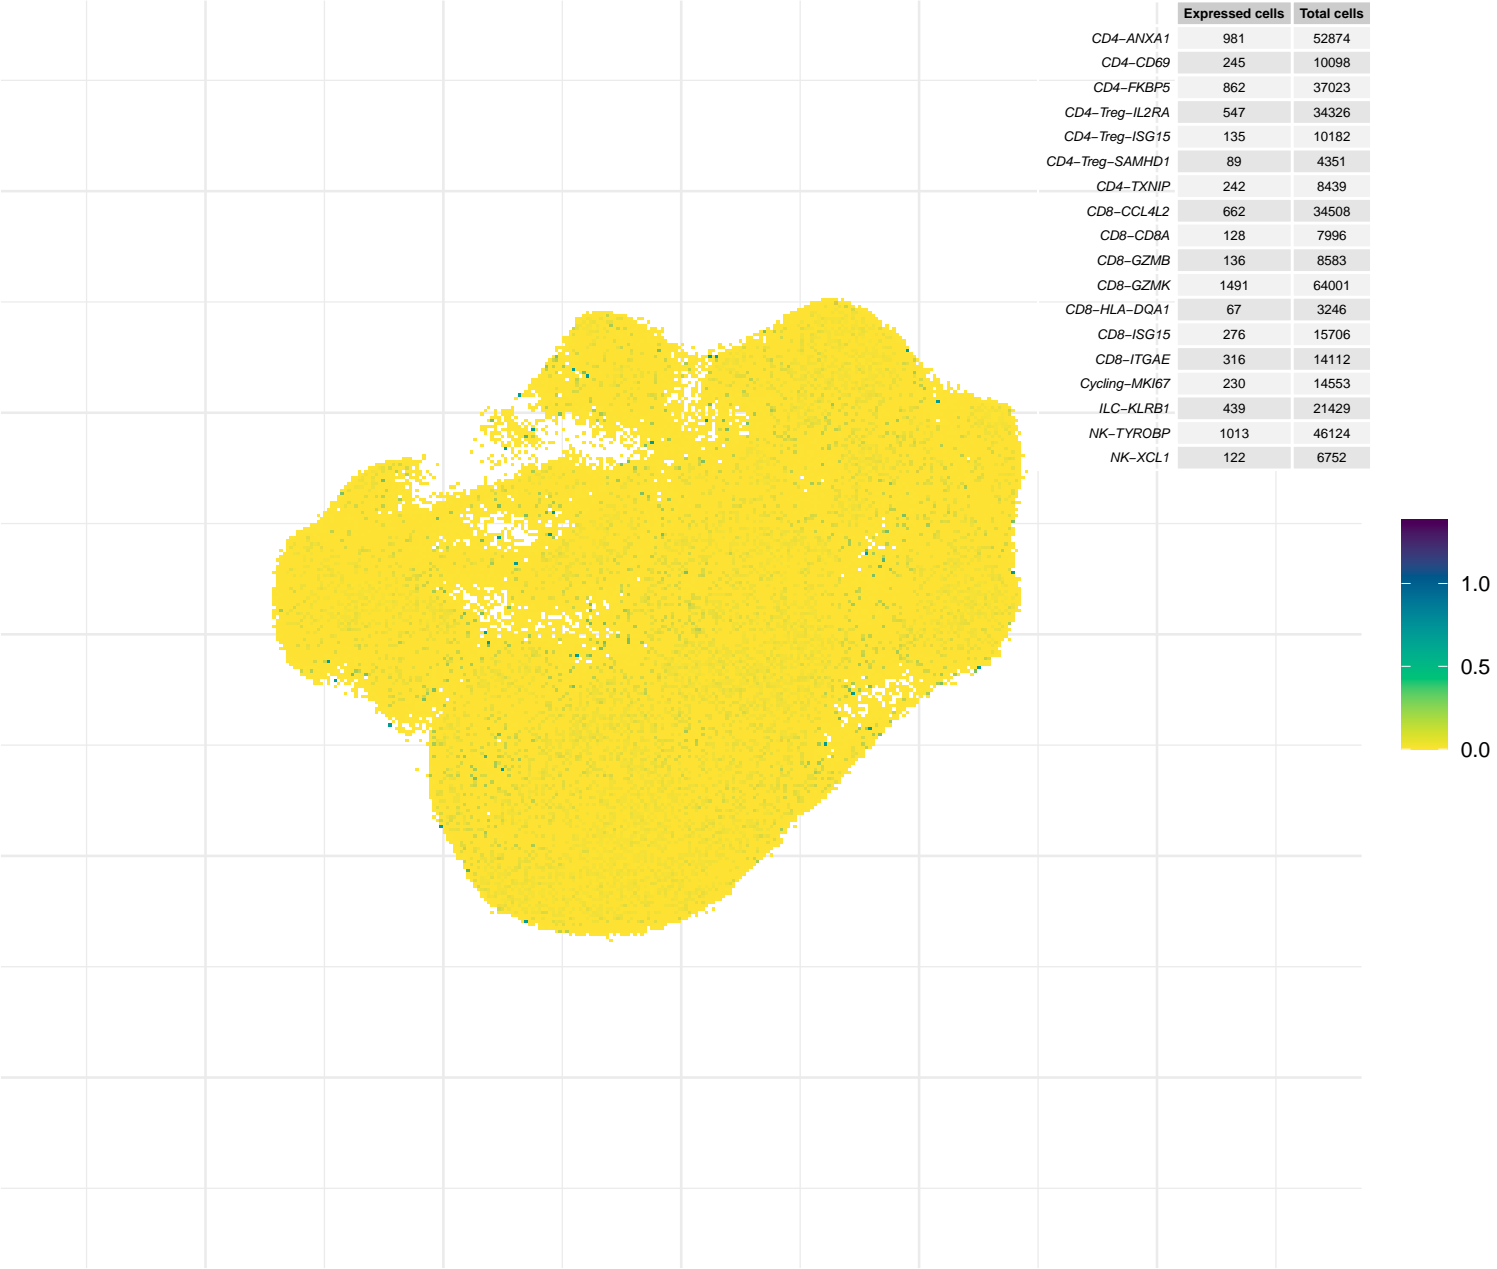 Expressed cells Total cells
CD4−ANXA1 981 52874
CD4−CD69 245 10098
CD4−FKBP5 862 37023
CD4−Treg−IL2RA 547 34326
CD4−Treg−ISG15 135 10182
CD4−Treg−SAMHD1 89 4351
CD4−TXNIP 242 8439
CD8−CCL4L2 662 34508
CD8−CD8A 128 7996
CD8−GZMB 136 8583
CD8−GZMK 1491 64001
CD8−HLA−DQA1 67 3246
CD8−ISG15 276 15706
CD8−ITGAE 316 14112
Cycling−MKI67 230 14553
ILC−KLRB1 439 21429
NK−TYROBP 1013 46124
NK−XCL1 122 6752
1.0
0.5
0.0